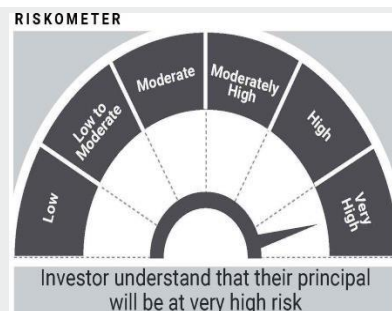 RISKOMETER
Low
Low to
Moderate
Moderate
Moderately
High
High
Very
High
Investor understand that their principal
will be at very high risk